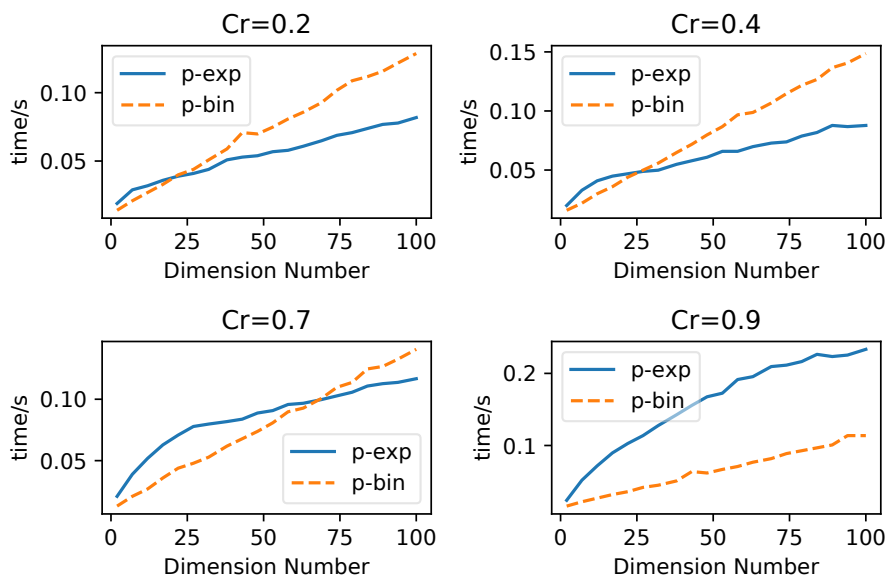 Cr=0.2
time/s
0.10
0.05
p-exp
p-bin
0
25
50
75
100
Dimension Number
Cr=0.4
time/s
0.15
0.10
0.05
p-exp
p-bin
0
25
50
75
100
Dimension Number
Cr=0.7
time/s
0.10
0.05
p-exp
p-bin
0
25
50
75
100
Dimension Number
Cr=0.9
time/s
0.2
0.1
p-exp
p-bin
0
25
50
75
100
Dimension Number